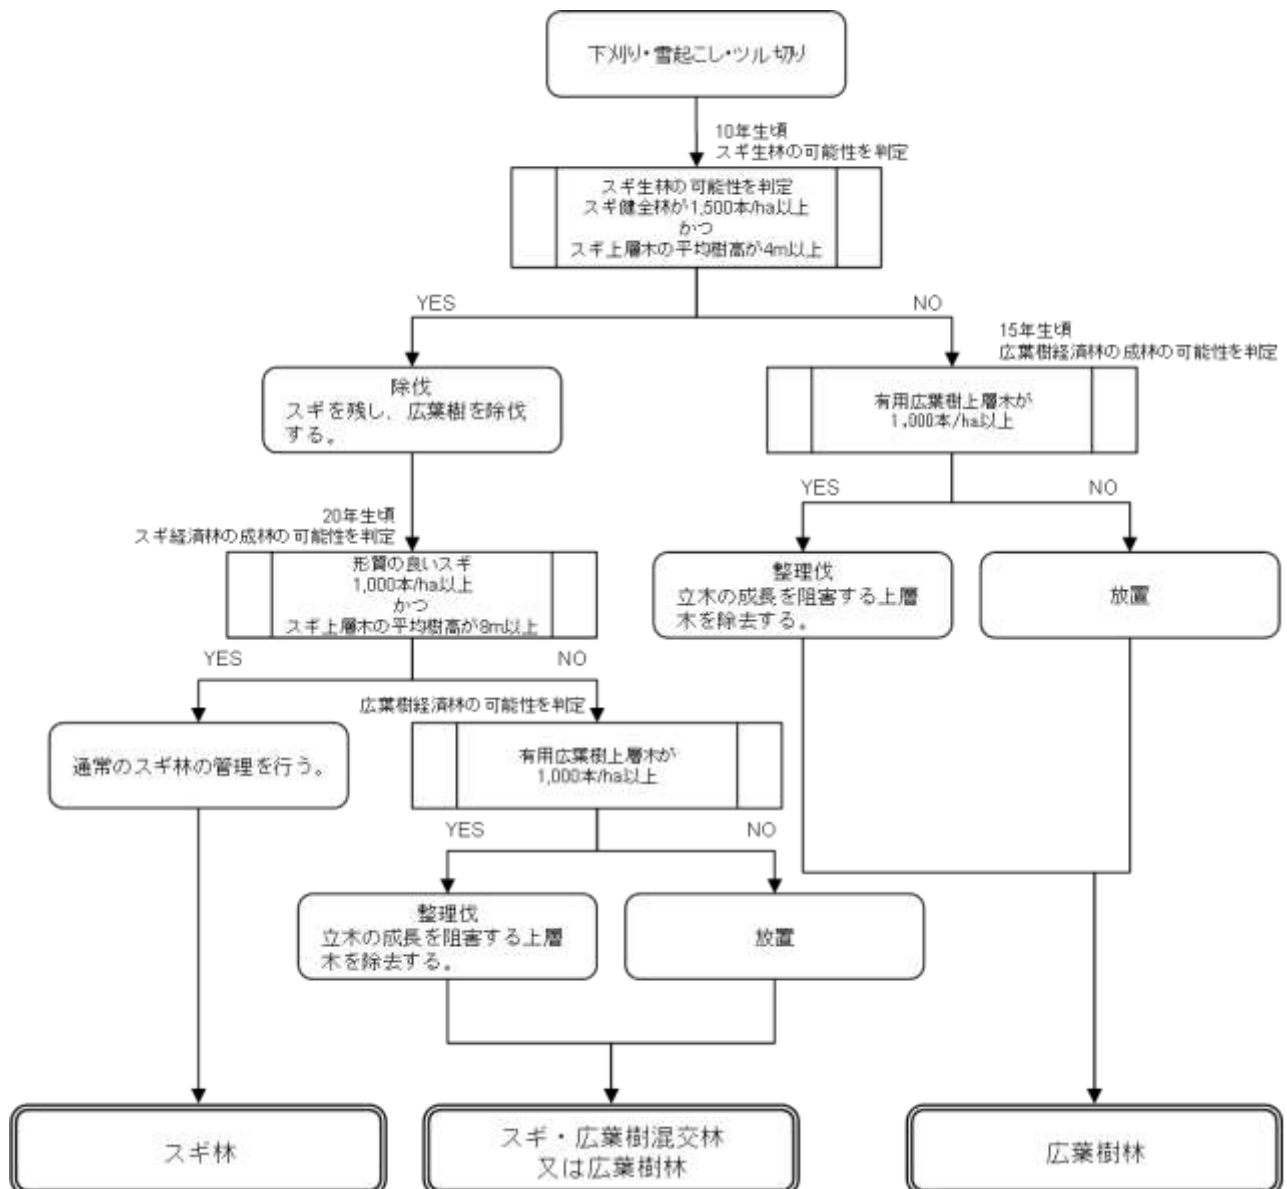 下刈り・雪起こし・ツル切り
10年生頃
スギ生林の可能性を判定
スギ生林の可能性を判定
スギ健全林が1,500本/ha以上
かつ
スギ上層木の平均樹高が4m以上
YES
NO
15年生頃
広葉樹経済林の成林の可能性を判定
除伐
スギを残し、広葉樹を除伐
する。
有用広葉樹上層木が
1,000本/ha以上
YES
NO
20年生頃
スギ経済林の成林の可能性を判定
形質の良いスギ
1,000本/ha以上
かつ
スギ上層木の平均樹高が8m以上
整理伐
立木の成長を阻害する上層
木を除去する。
放置
YES
NO
広葉樹経済林の可能性を判定
通常のスギ林の管理を行う。
有用広葉樹上層木が
1,000本/ha以上
YES
NO
整理伐
立木の成長を阻害する上層
木を除去する。
放置
スギ林
スギ・広葉樹混交林
又は広葉樹林
広葉樹林